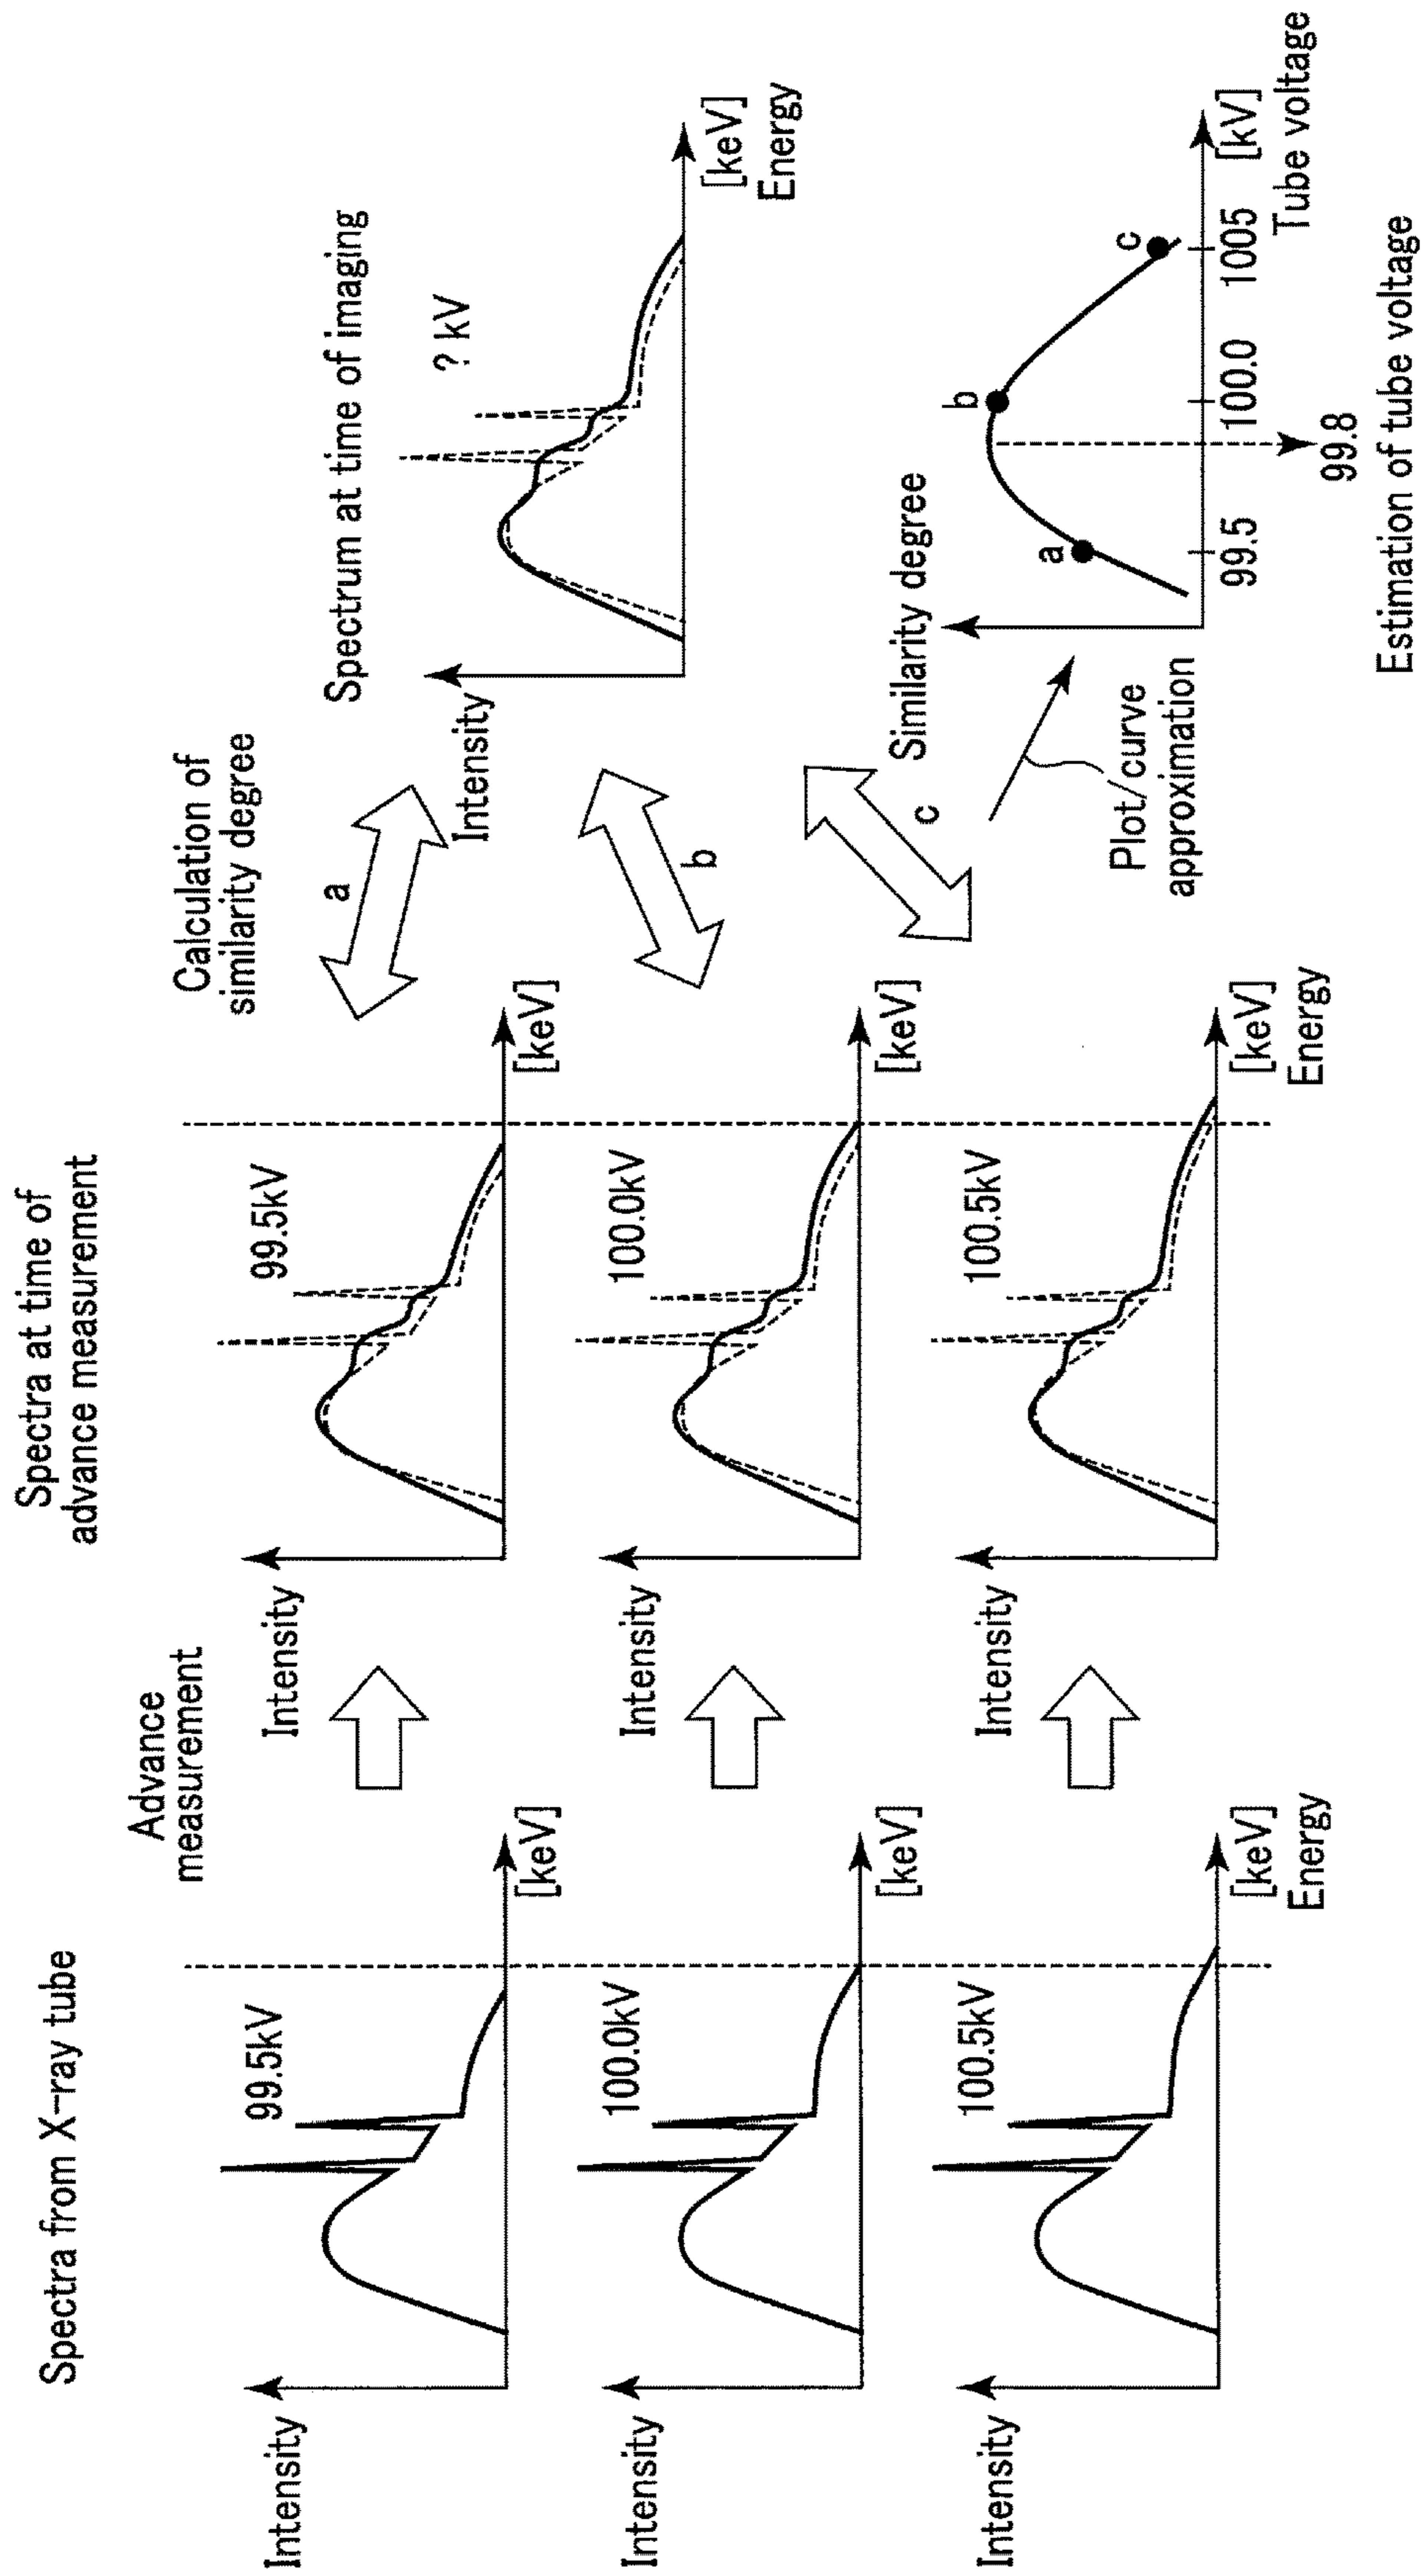 Spectra from X-ray tube
Intensity
99.5kV
[keV]
Intensity
100.0kV
[keV]
Intensity
100.5kV
[keV]
Energy
Advance
measurement
Spectra at time of
advance measurement
Intensity
99.5kV
[keV]
Intensity
100.0kV
[keV]
Intensity
100.5kV
[keV]
Energy
Calculation of
similarity degree
a
b
c
Spectrum at time of imaging
Intensity
? kV
[keV]
Energy
Plot/curve
approximation
Similarity degree
a
b
c
99.5
100.0
1005
[kV]
Tube voltage
99.8
Estimation of tube voltage